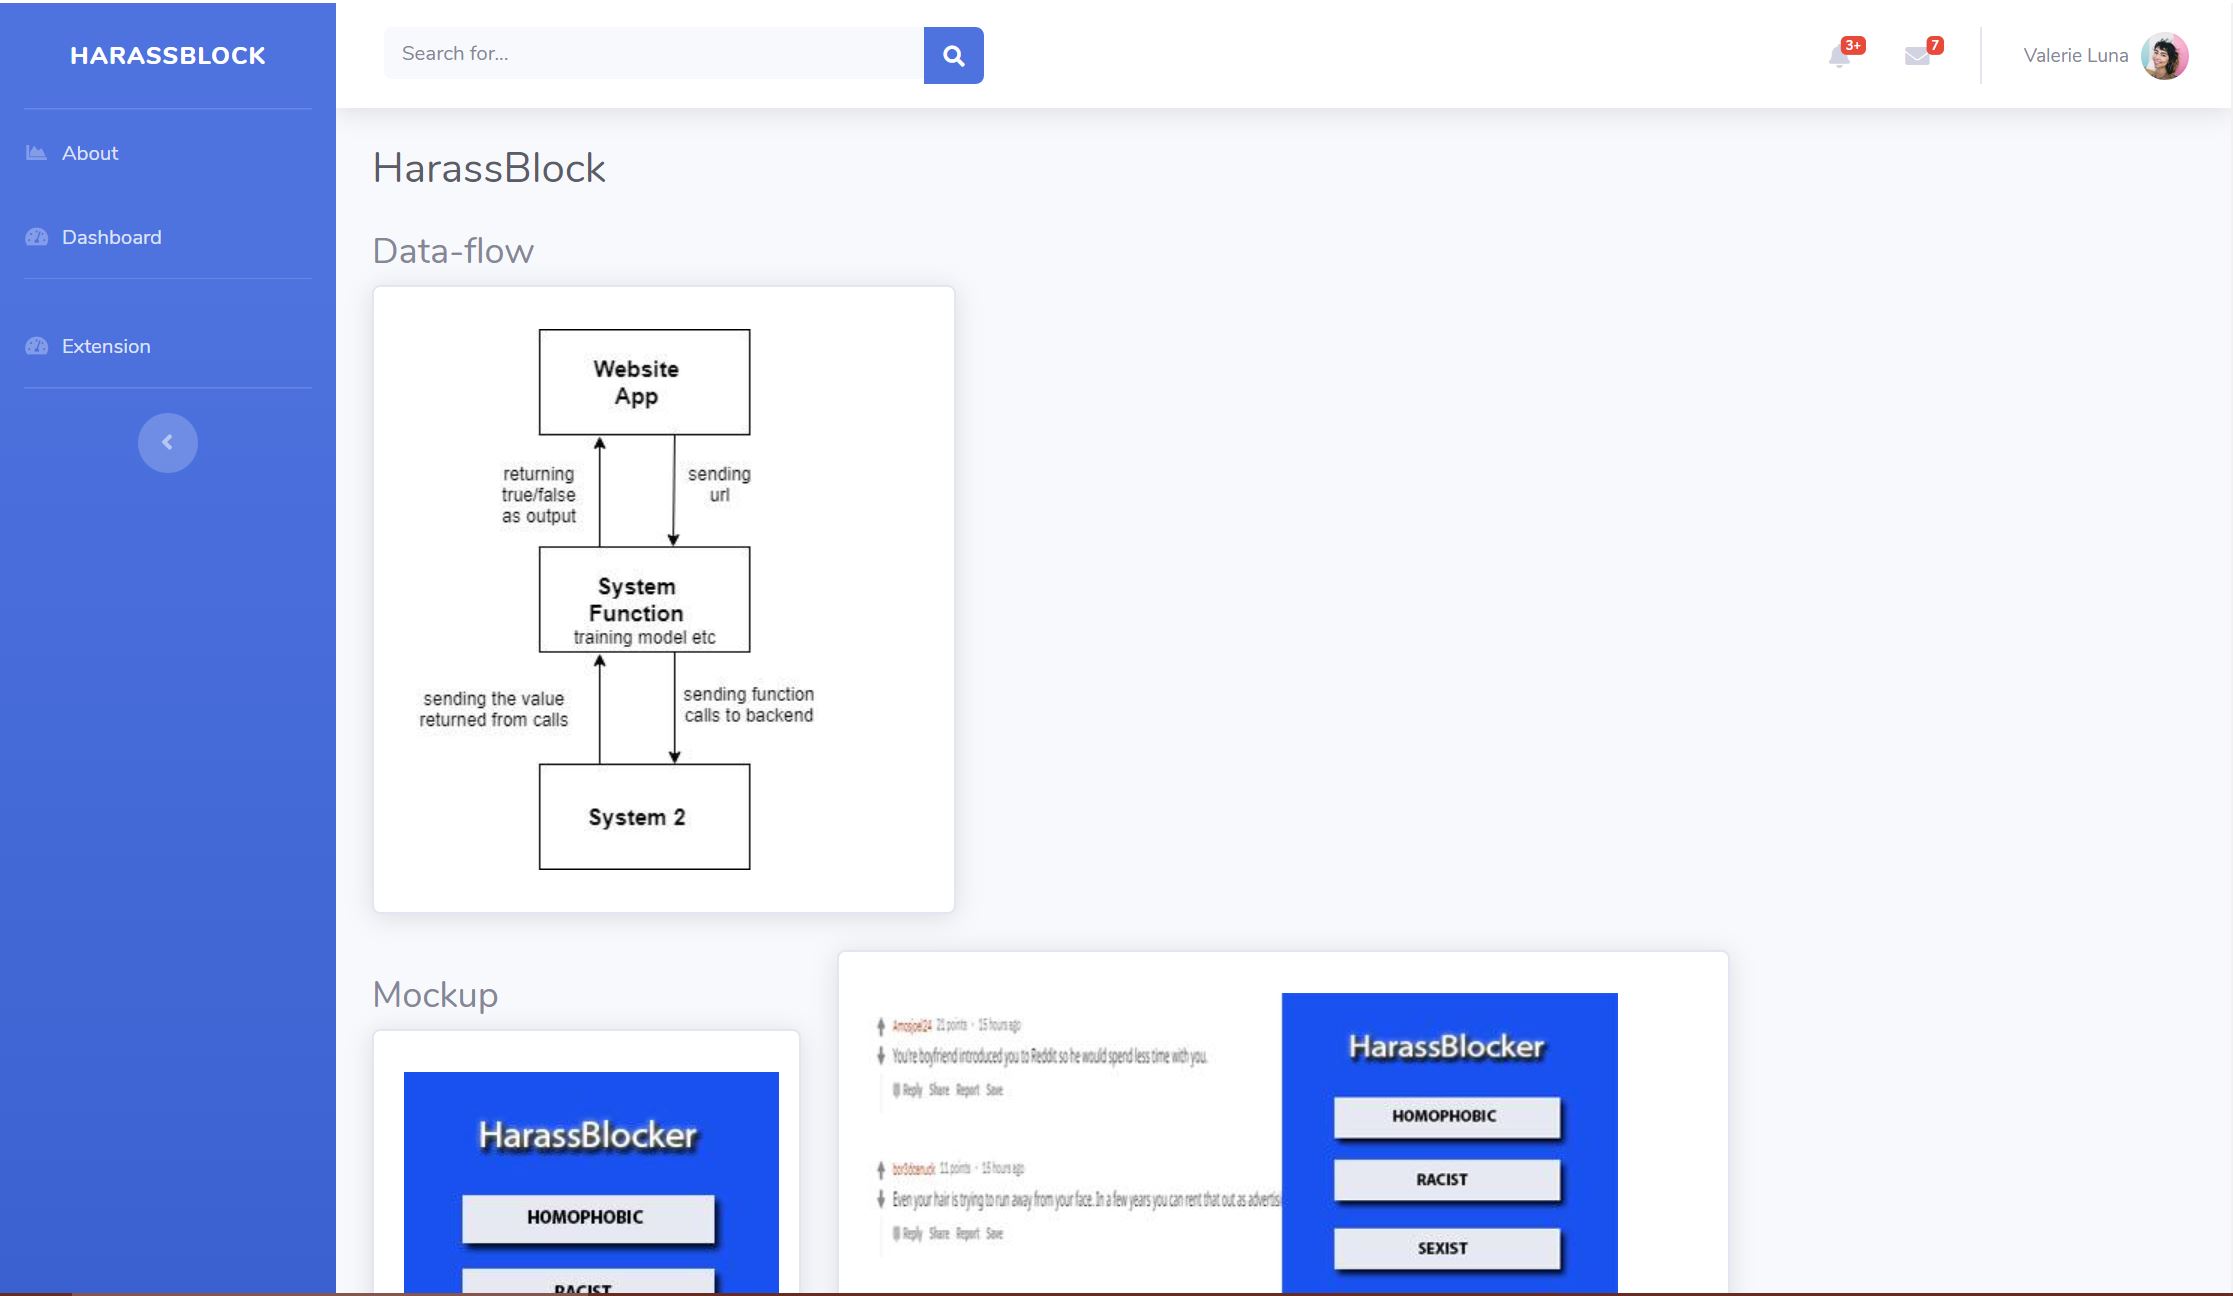 HARASSBLOCK
About
Dashboard
Extension
Search for...
3+
7
Valerie Luna
HarassBlock
Data-flow
Website
App
returning
true/false
as output
sending
url
System
Function
training model etc
sending the value
returned from calls
sending function
calls to backend
System 2
Mockup
HarassBlocker
HOMOPHOBIC
RACIST
21 points · 15 hours ago
You're boyfriend introduced you to Reddit so he would spend less time with you.
Reply Share Report Save
11 points · 15 hours ago
Even your hair is trying to run away from your face. In a few years you can rent that out as advertis
Reply Share Report Save
HarassBlocker
HOMOPHOBIC
RACIST
SEXIST